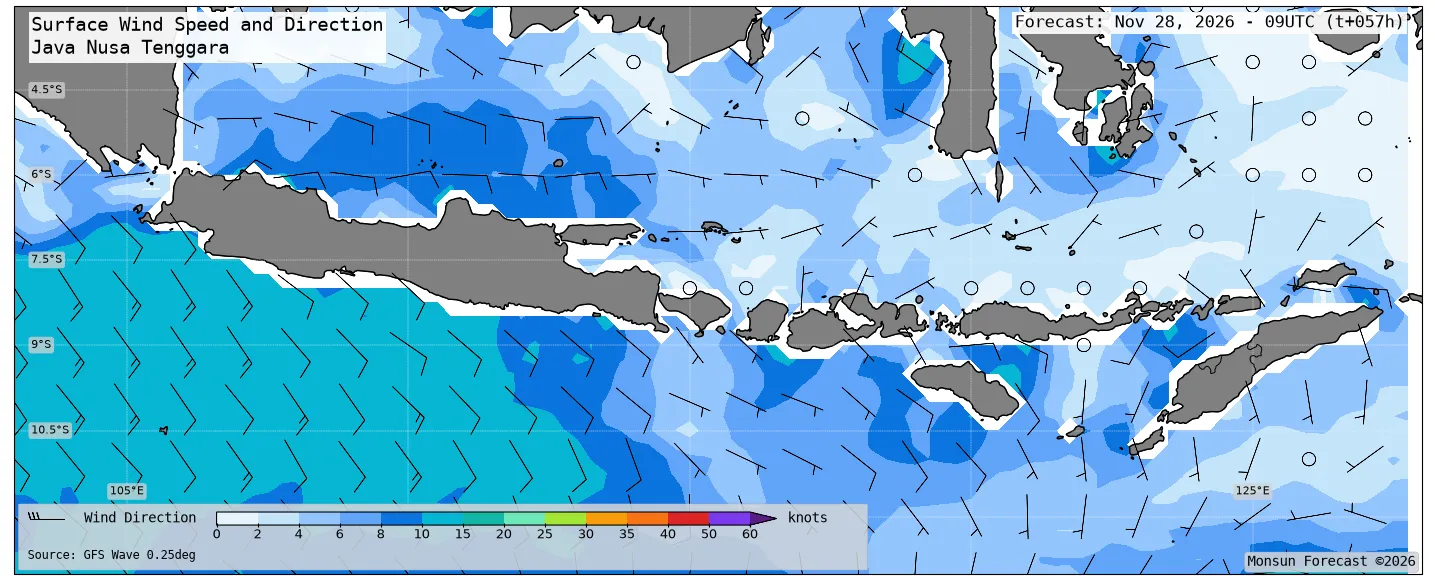 Surface Wind Speed and Direction
Java Nusa Tenggara
Forecast: Nov 28, 2026 - 09UTC (t+057h)
4.5°S
6°S
7.5°S
9°S
10.5°S
105°E
125°E
Wind Direction
0 2 4 6 8 10 15 20 25 30 35 40 50 60
knots
Source: GFS Wave 0.25deg
Monsun Forecast ©2026